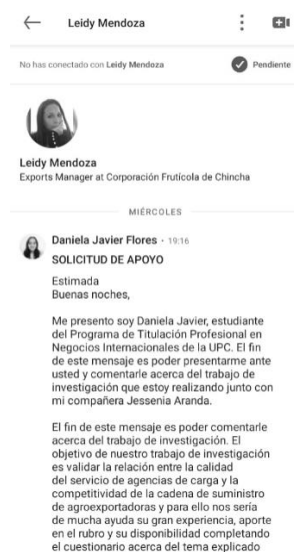 Leidy Mendoza
No has conectado con Leidy Mendoza
Pendiente
Leidy Mendoza
Exports Manager at Corporación Frutícola de Chincha
MIÉRCOLES
Daniela Javier Flores · 19:16
SOLICITUD DE APOYO
Estimada
Buenas noches,
Me presento soy Daniela Javier, estudiante
del Programa de Titulación Profesional en
Negocios Internacionales de la UPC. El fin
de este mensaje es poder presentarme ante
usted y comentarle acerca del trabajo de
investigación que estoy realizando junto con
mi compañera Jessenia Aranda.
El fin de este mensaje es poder comentarle
acerca del trabajo de investigación. El
objetivo de nuestro trabajo de investigación
es validar la relación entre la calidad
del servicio de agencias de carga y la
competitividad de la cadena de suministro
de agroexportadoras y para ello nos sería
de mucha ayuda su gran experiencia, aporte
en el rubro y su disponibilidad completando
el cuestionario acerca del tema explicado